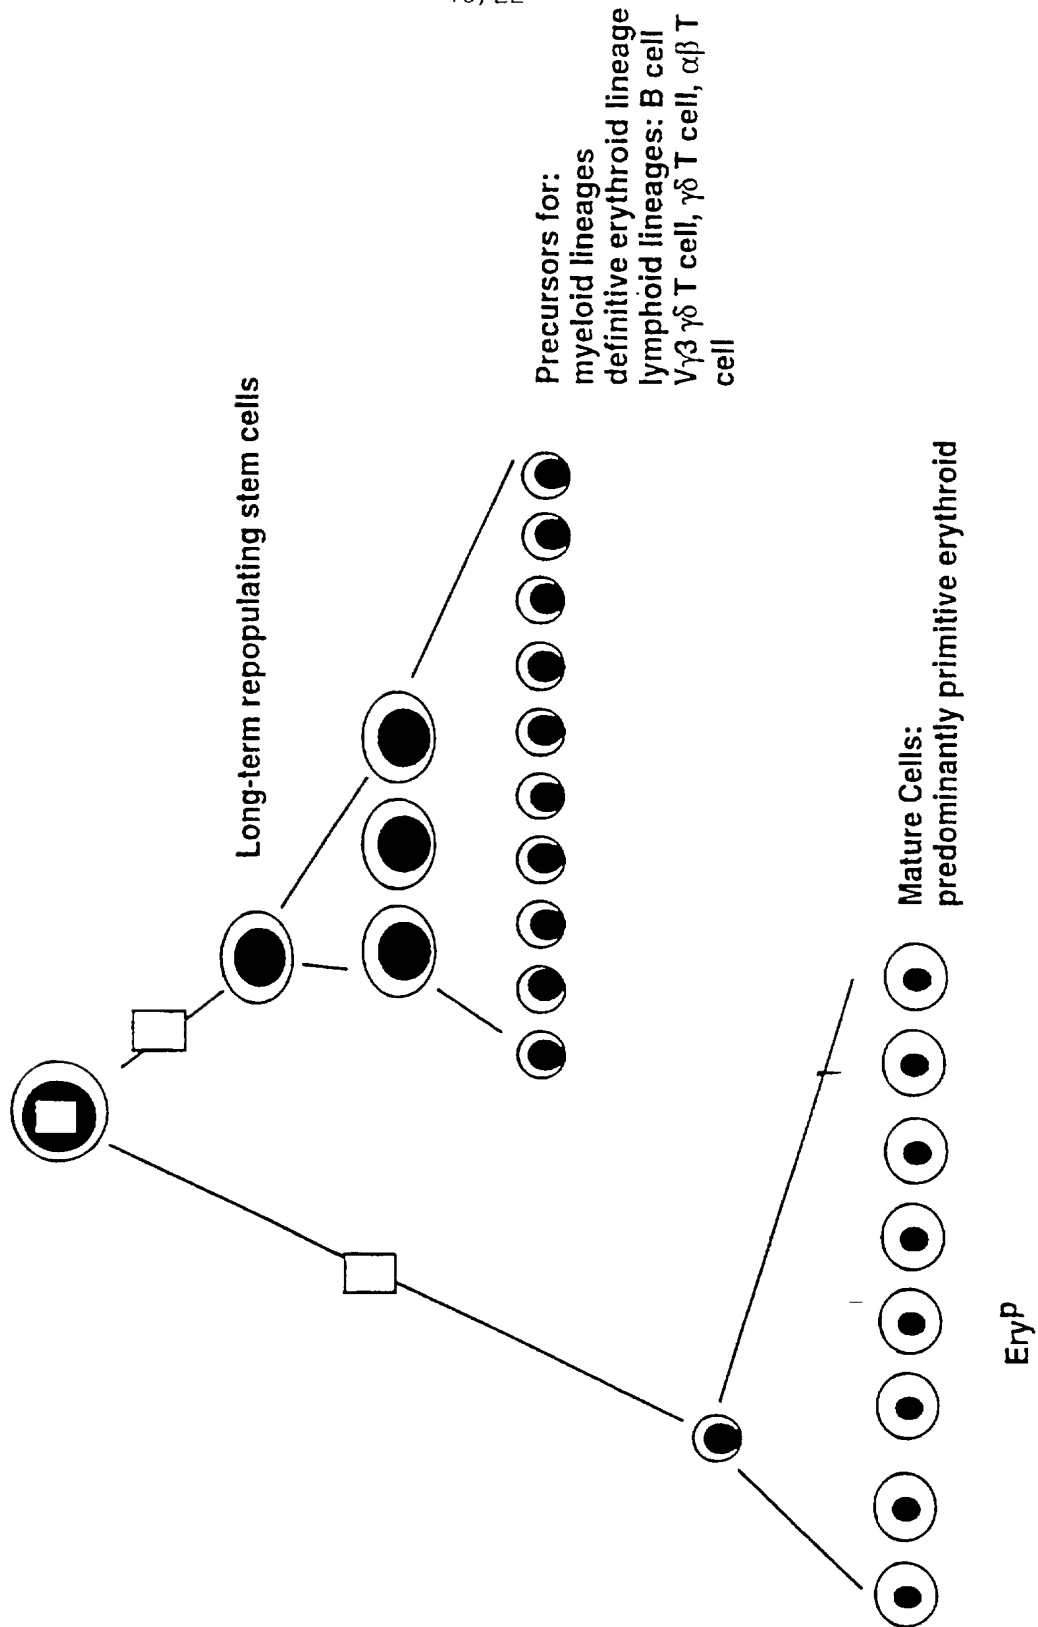 Long-term repopulating stem cells
Precursors for:
myeloid lineages
definitive erythroid lineage
lymphoid lineages: B cell
Vγ3 γδ T cell, γδ T cell, αβ T
cell
Mature Cells:
predominantly primitive erythroid
Eryᵖ